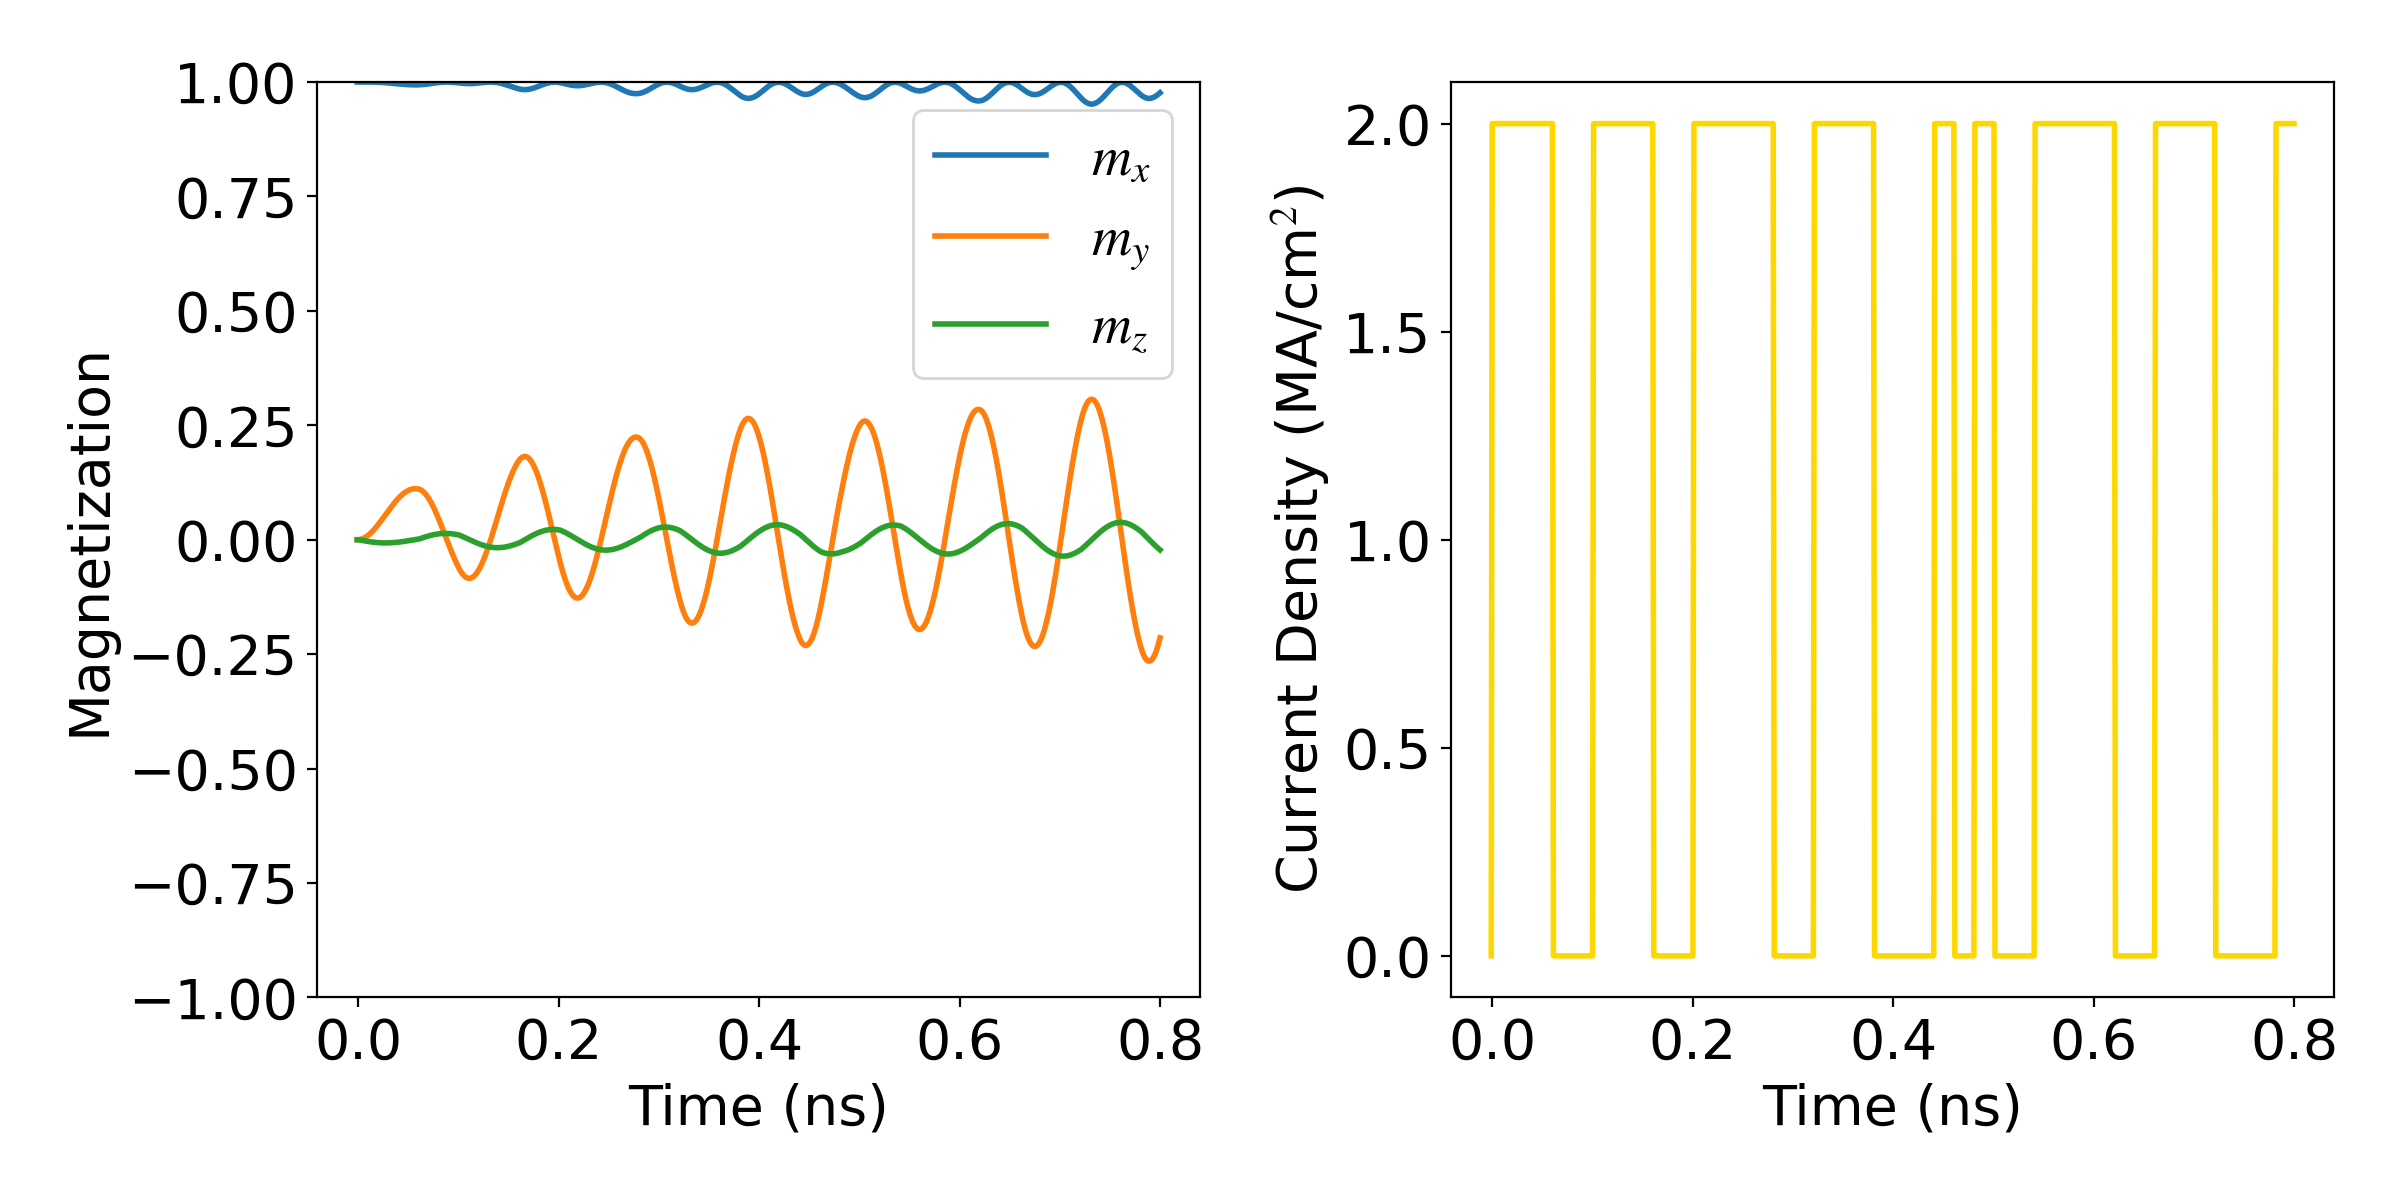 1.00
0.75
0.50
0.25
0.00
−0.25
−0.50
−0.75
−1.00
Magnetization
0.0 0.2 0.4 0.6 0.8
Time (ns)
m_x
m_y
m_z
2.0
1.5
1.0
0.5
0.0
Current Density (MA/cm²)
0.0 0.2 0.4 0.6 0.8
Time (ns)